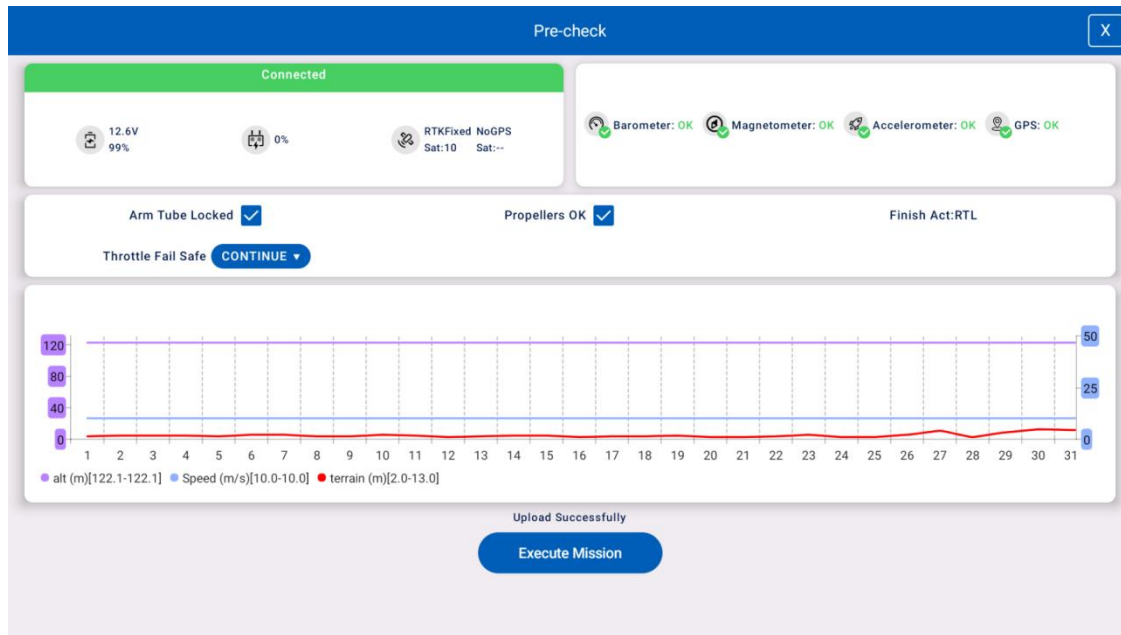 Pre-check
X
Connected
12.6V
99%
0%
RTKFixed NoGPS
Sat:10 Sat:--
Barometer: OK Magnetometer: OK Accelerometer: OK GPS: OK
Arm Tube Locked Propellers OK Finish Act:RTL
Throttle Fail Safe CONTINUE ▼
120
80
40
0
50
25
0
1 2 3 4 5 6 7 8 9 10 11 12 13 14 15 16 17 18 19 20 21 22 23 24 25 26 27 28 29 30 31
alt (m)[122.1-122.1] Speed (m/s)[10.0-10.0] terrain (m)[2.0-13.0]
Upload Successfully
Execute Mission